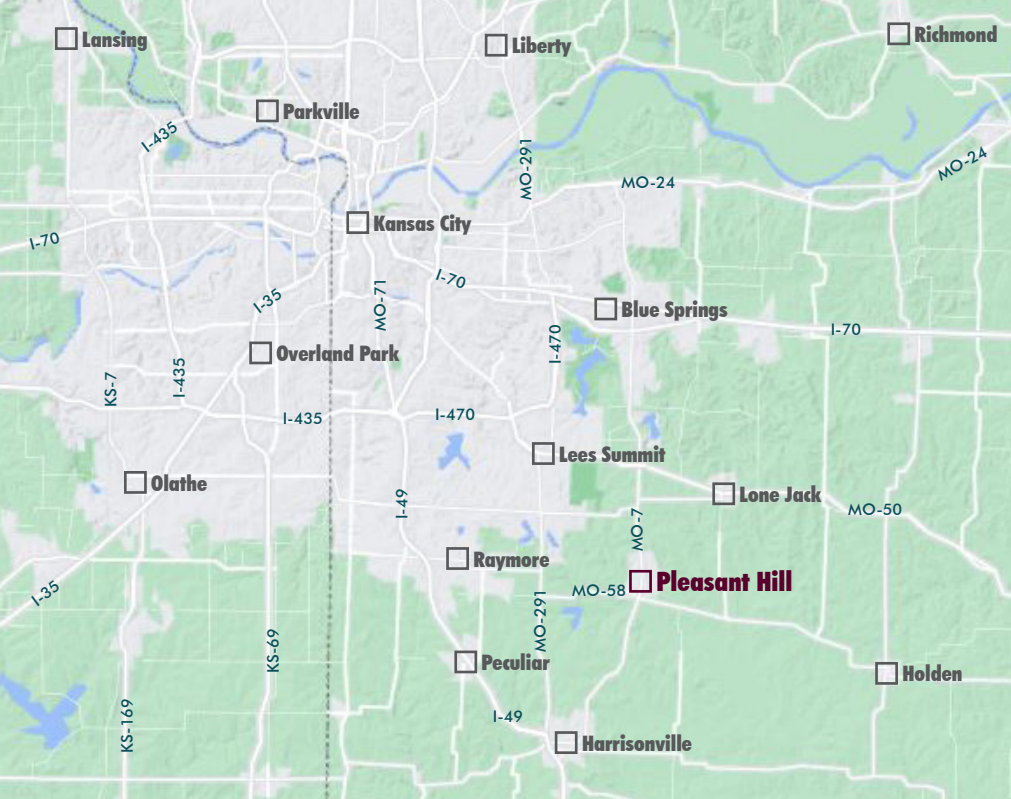 Lansing
Liberty
Richmond
Parkville
I-435
MO-291
MO-24
MO-24
Kansas City
I-70
I-70
I-35
MO-71
Blue Springs
I-70
Overland Park
I-470
KS-7
I-435
I-435
I-470
Lees Summit
Olathe
Lone Jack
I-49
MO-50
MO-7
Raymore
I-35
MO-58
Pleasant Hill
MO-291
KS-69
Peculiar
Holden
KS-169
I-49
Harrisonville